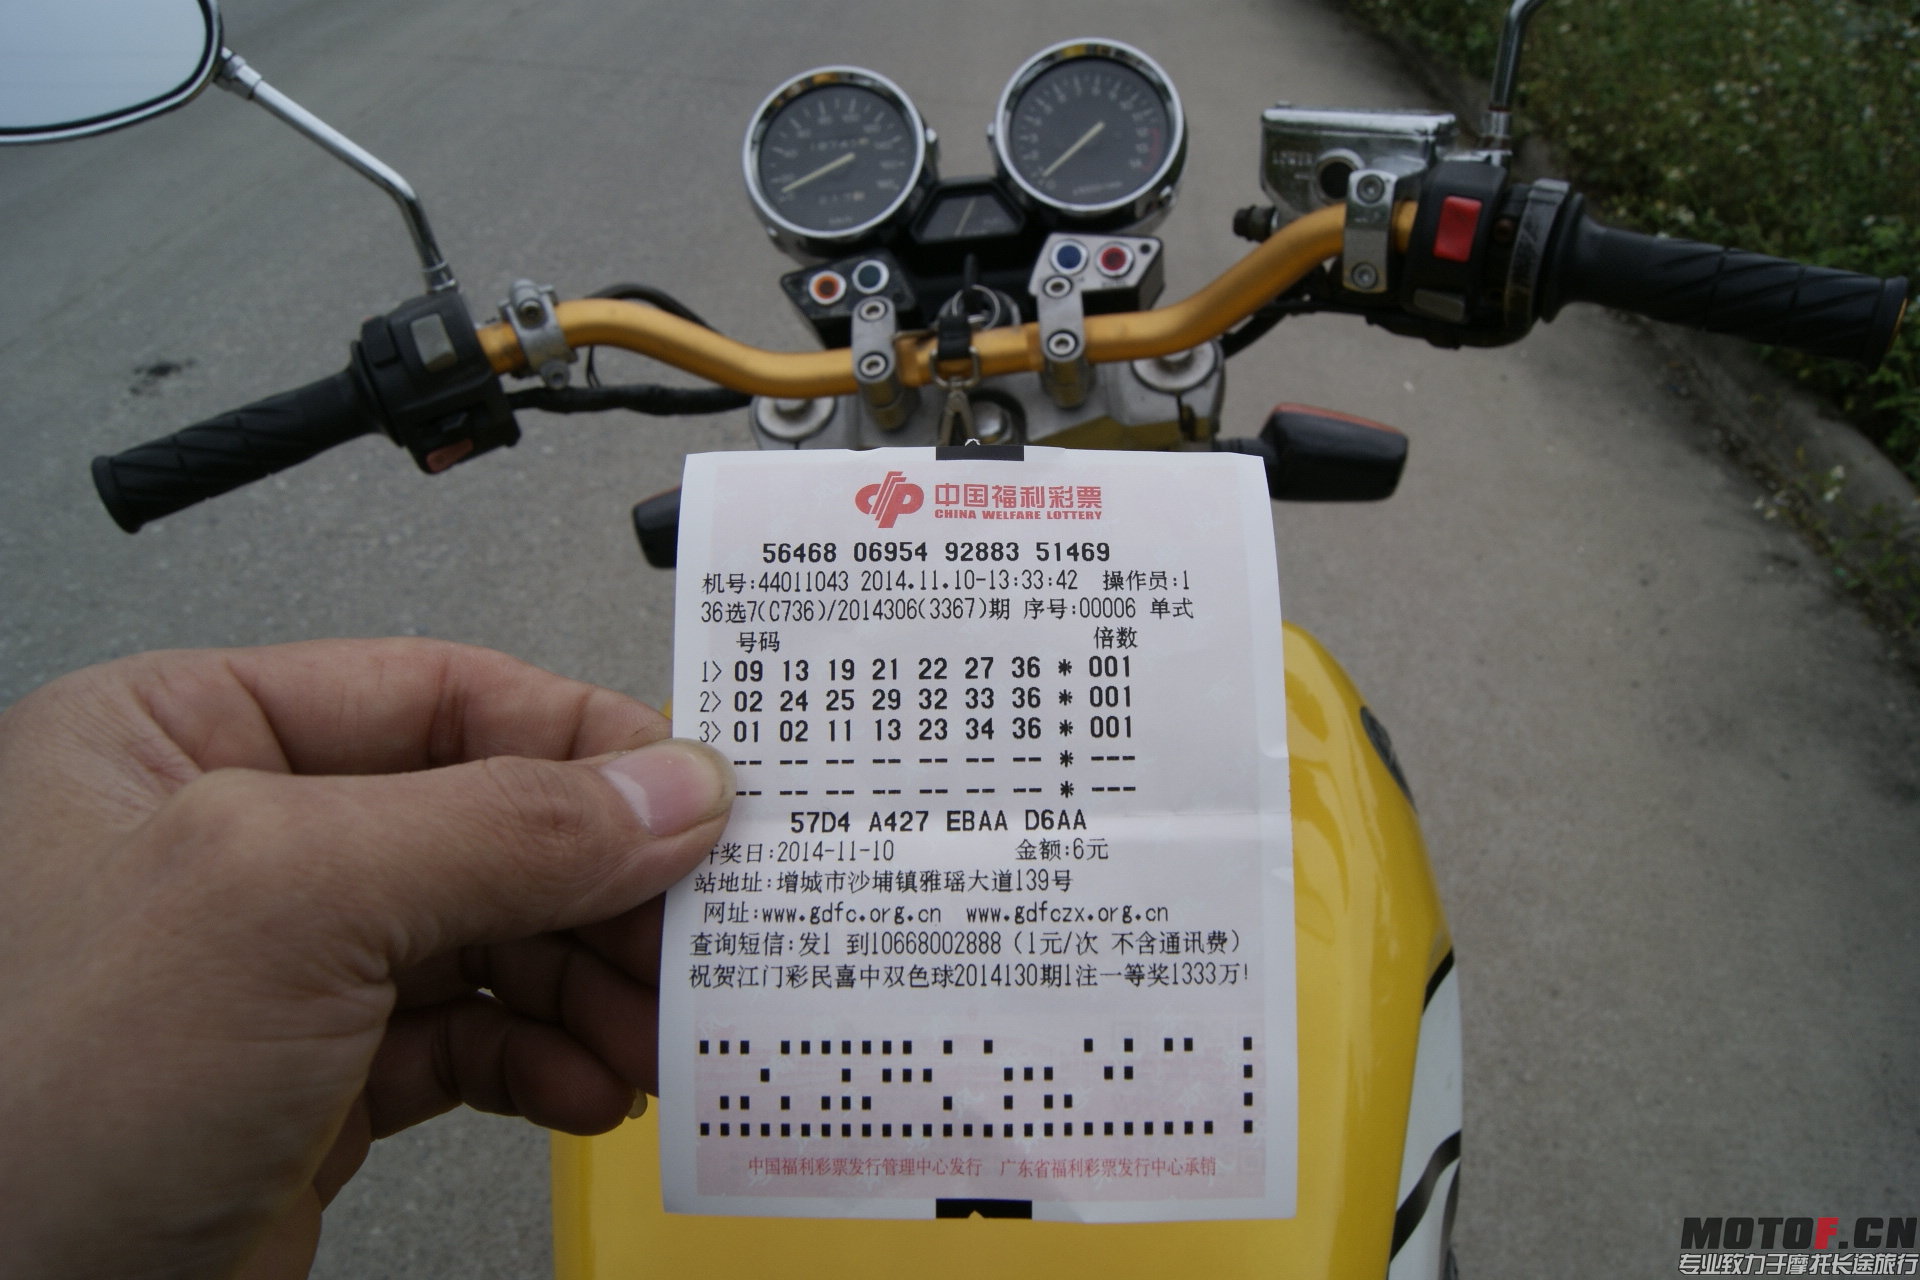 中国福利彩票
CHINA WELFARE LOTTERY
56468 06954 92883 51469
机号:44011043 2014.11.10-13:33:42 操作员:1
36选7(C736)/2014306(3367)期 序号:00006 单式
号码 倍数
1> 09 13 19 21 22 27 36 * 001
2> 02 24 25 29 32 33 36 * 001
3> 01 02 11 13 23 34 36 * 001
-- -- -- -- -- -- -- * ---
-- -- -- -- -- -- -- * ---
57D4 A427 EBAA D6AA
开奖日:2014-11-10 金额:6元
站地址:增城市沙埔镇雅瑶大道139号
网址:www.gdfc.org.cn www.gdfczx.org.cn
查询短信:发1 到10668002888 (1元/次 不含通讯费)
祝贺江门彩民喜中双色球2014130期1注一等奖1333万!
中国福利彩票发行管理中心发行 广东省福利彩票发行中心承销
MOTOF.CN
专业致力于摩托长途旅行